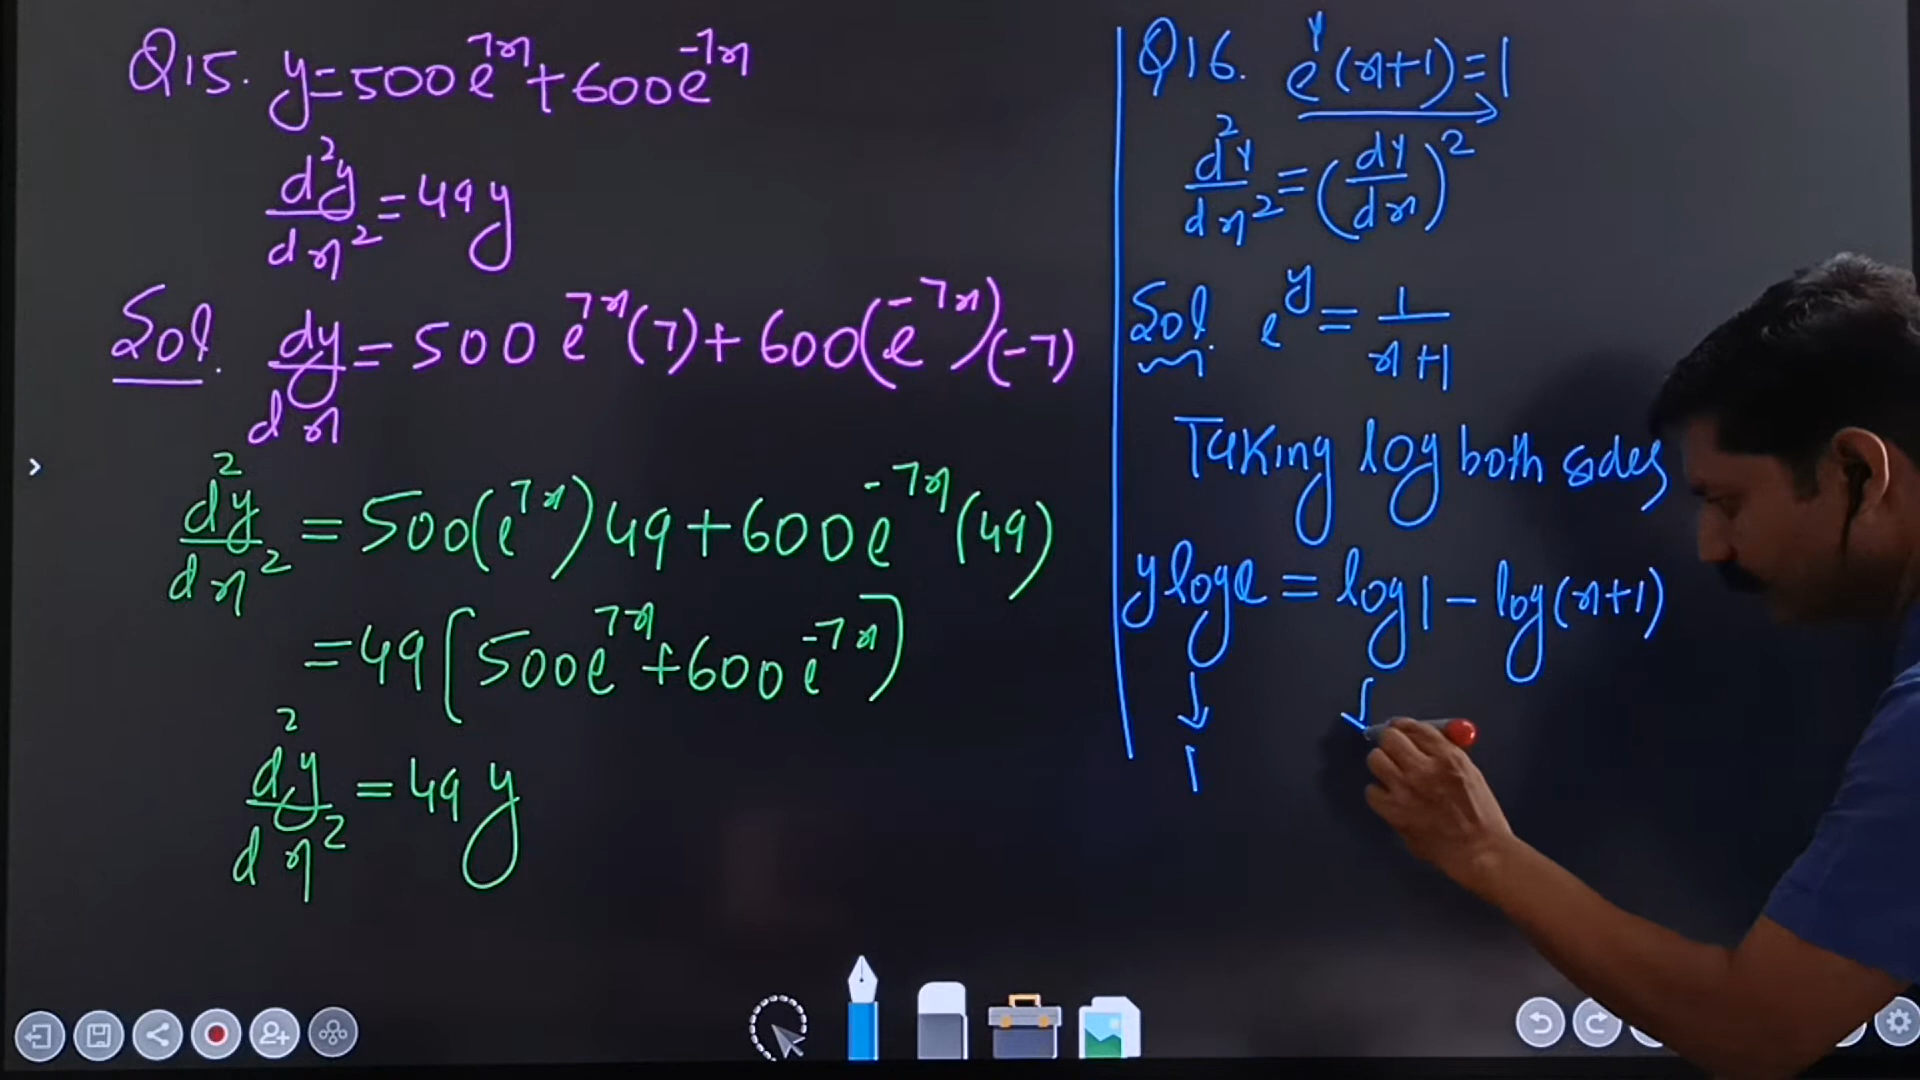 Q15. y=500e^7x+600e^-7x
d²y/dx²=49y
Sol. dy/dx=500 e^7x(7)+600(e^-7x)(-7)
d²y/dx²=500(e^7x)49+600e^-7x(49)
=49[500e^7x+600e^-7x]
d²y/dx²=49y
Q16. e^y(x+1)=1
d²y/dx²=(dy/dx)²
Sol. e^y=1/x+1
Taking log both sides
yloge=log1-log(x+1)
↓ ↓
1